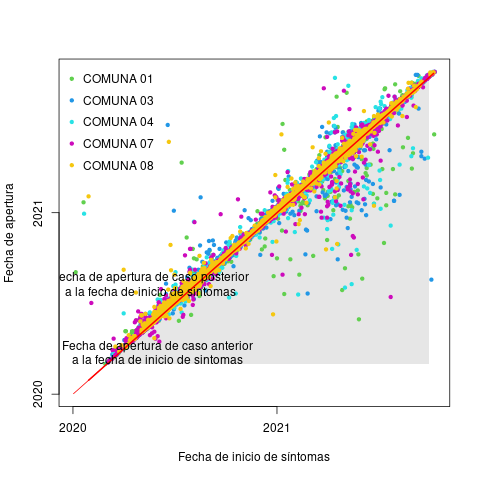 COMUNA 01
COMUNA 03
COMUNA 04
COMUNA 07
COMUNA 08
Fecha de apertura
2021
2020
echa de apertura de caso posterior
a la fecha de inicio de síntomas
Fecha de apertura de caso anterior
a la fecha de inicio de sintomas
2020
2021
Fecha de inicio de síntomas